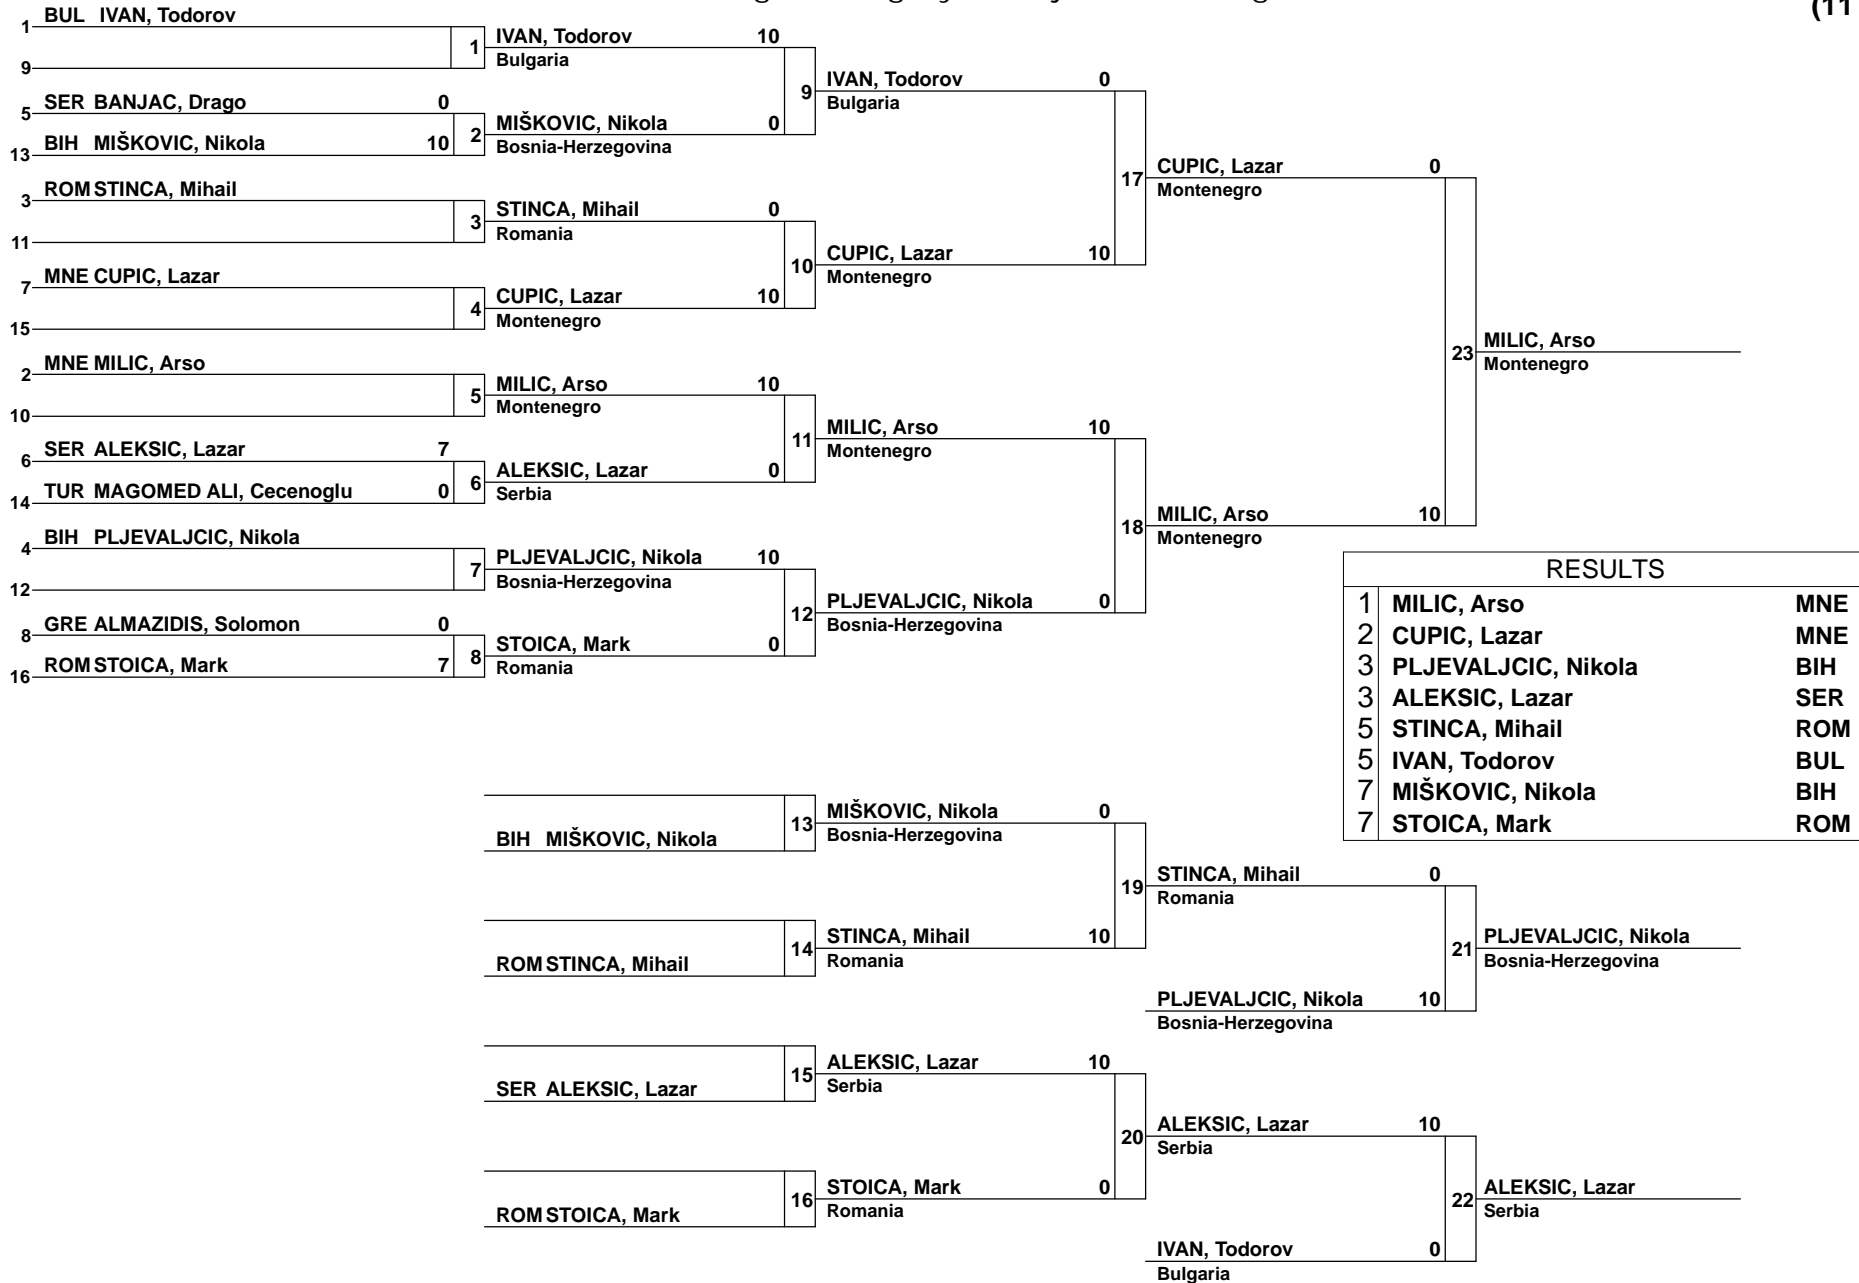 (11
1 BUL IVAN, Todorov
9
1
IVAN, Todorov 10
Bulgaria
5 SER BANJAC, Drago 0
13 BIH MIŠKOVIC, Nikola 10
2
MIŠKOVIC, Nikola 0
Bosnia-Herzegovina
9
IVAN, Todorov 0
Bulgaria
3 ROM STINCA, Mihail
11
3
STINCA, Mihail 0
Romania
7 MNE CUPIC, Lazar
15
4
CUPIC, Lazar 10
Montenegro
10
CUPIC, Lazar 10
Montenegro
17
CUPIC, Lazar 0
Montenegro
2 MNE MILIC, Arso
10
5
MILIC, Arso 10
Montenegro
6 SER ALEKSIC, Lazar 7
14 TUR MAGOMED ALI, Cecenoglu 0
6
ALEKSIC, Lazar 0
Serbia
11
MILIC, Arso 10
Montenegro
4 BIH PLJEVALJCIC, Nikola
12
7
PLJEVALJCIC, Nikola 10
Bosnia-Herzegovina
8 GRE ALMAZIDIS, Solomon 0
16 ROM STOICA, Mark 7
8
STOICA, Mark 0
Romania
12
PLJEVALJCIC, Nikola 0
Bosnia-Herzegovina
18
MILIC, Arso 10
Montenegro
23
MILIC, Arso
Montenegro
RESULTS
1 MILIC, Arso MNE
2 CUPIC, Lazar MNE
3 PLJEVALJCIC, Nikola BIH
3 ALEKSIC, Lazar SER
5 STINCA, Mihail ROM
5 IVAN, Todorov BUL
7 MIŠKOVIC, Nikola BIH
7 STOICA, Mark ROM
BIH MIŠKOVIC, Nikola
13
MIŠKOVIC, Nikola 0
Bosnia-Herzegovina
ROM STINCA, Mihail
14
STINCA, Mihail 10
Romania
19
STINCA, Mihail 0
Romania
PLJEVALJCIC, Nikola 10
Bosnia-Herzegovina
21
PLJEVALJCIC, Nikola
Bosnia-Herzegovina
SER ALEKSIC, Lazar
15
ALEKSIC, Lazar 10
Serbia
ROM STOICA, Mark
16
STOICA, Mark 0
Romania
20
ALEKSIC, Lazar 10
Serbia
IVAN, Todorov 0
Bulgaria
22
ALEKSIC, Lazar
Serbia